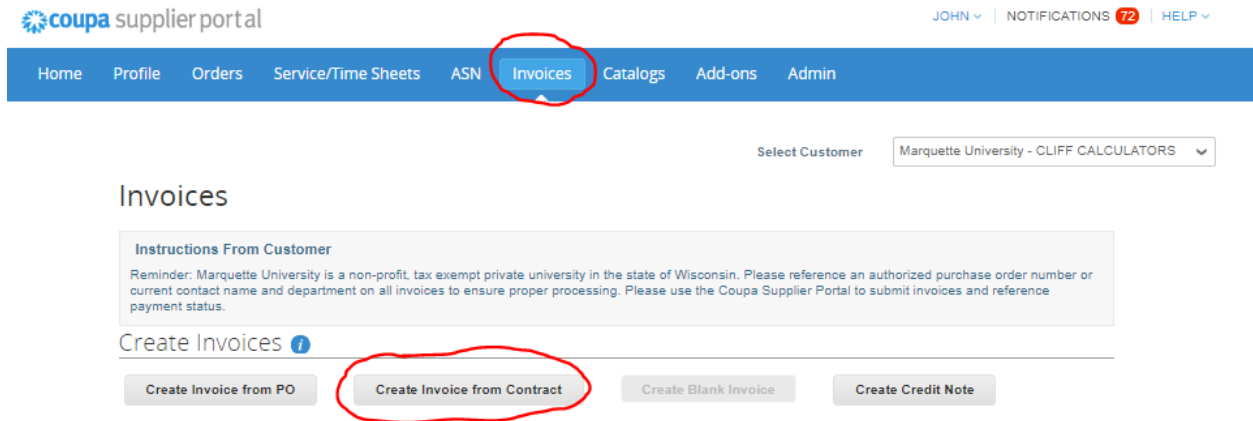 coupa supplier portal
JOHN NOTIFICATIONS 72 HELP
Home Profile Orders Service/Time Sheets ASN Invoices Catalogs Add-ons Admin
Select Customer Marquette University - CLIFF CALCULATORS
Invoices
Instructions From Customer
Reminder: Marquette University is a non-profit, tax exempt private university in the state of Wisconsin. Please reference an authorized purchase order number or
current contact name and department on all invoices to ensure proper processing. Please use the Coupa Supplier Portal to submit invoices and reference
payment status.
Create Invoices i
Create Invoice from PO Create Invoice from Contract Create Blank Invoice Create Credit Note